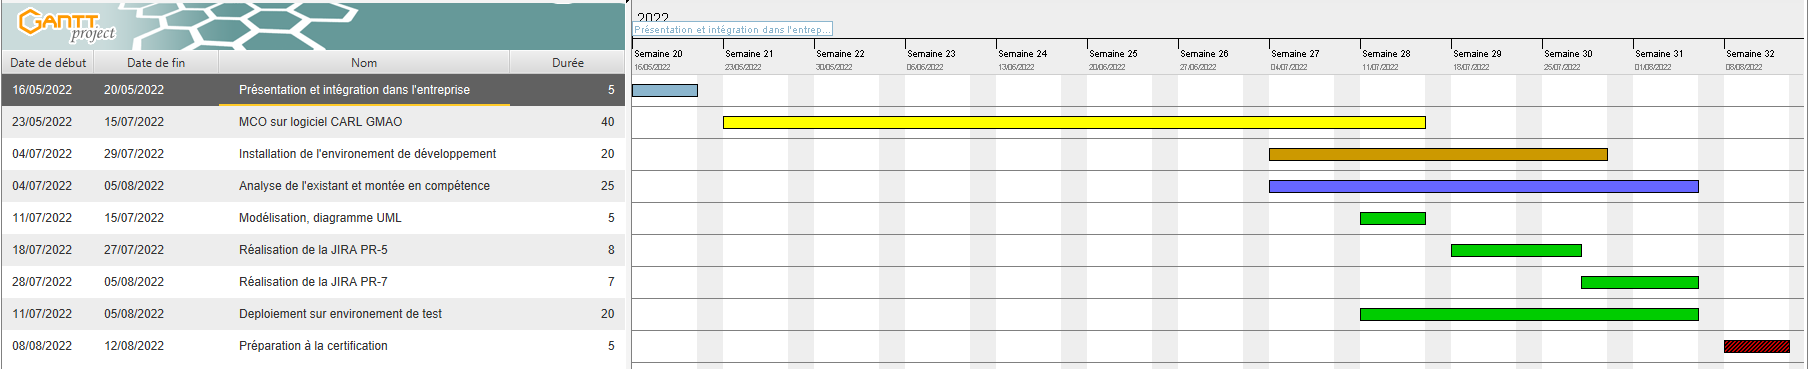 GANTT
project
2022
Présentation et intégration dans l'entrep...
Semaine 20 Semaine 21 Semaine 22 Semaine 23 Semaine 24 Semaine 25 Semaine 26 Semaine 27 Semaine 28 Semaine 29 Semaine 30 Semaine 31 Semaine 32
16/05/2022 23/05/2022 30/05/2022 06/06/2022 13/06/2022 20/06/2022 27/06/2022 04/07/2022 11/07/2022 18/07/2022 25/07/2022 01/08/2022 08/08/2022
Date de début Date de fin Nom Durée
16/05/2022 20/05/2022 Présentation et intégration dans l'entreprise 5
23/05/2022 15/07/2022 MCO sur logiciel CARL GMAO 40
04/07/2022 29/07/2022 Installation de l'environement de développement 20
04/07/2022 05/08/2022 Analyse de l'existant et montée en compétence 25
11/07/2022 15/07/2022 Modélisation, diagramme UML 5
18/07/2022 27/07/2022 Réalisation de la JIRA PR-5 8
28/07/2022 05/08/2022 Réalisation de la JIRA PR-7 7
11/07/2022 05/08/2022 Deploiement sur environement de test 20
08/08/2022 12/08/2022 Préparation à la certification 5